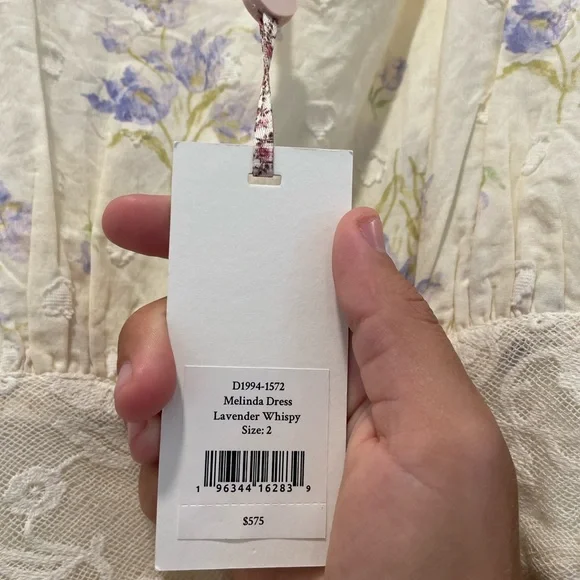 D1994-1572
Melinda Dress
Lavender Whispy
Size: 2
1 96344 16283 9
$575